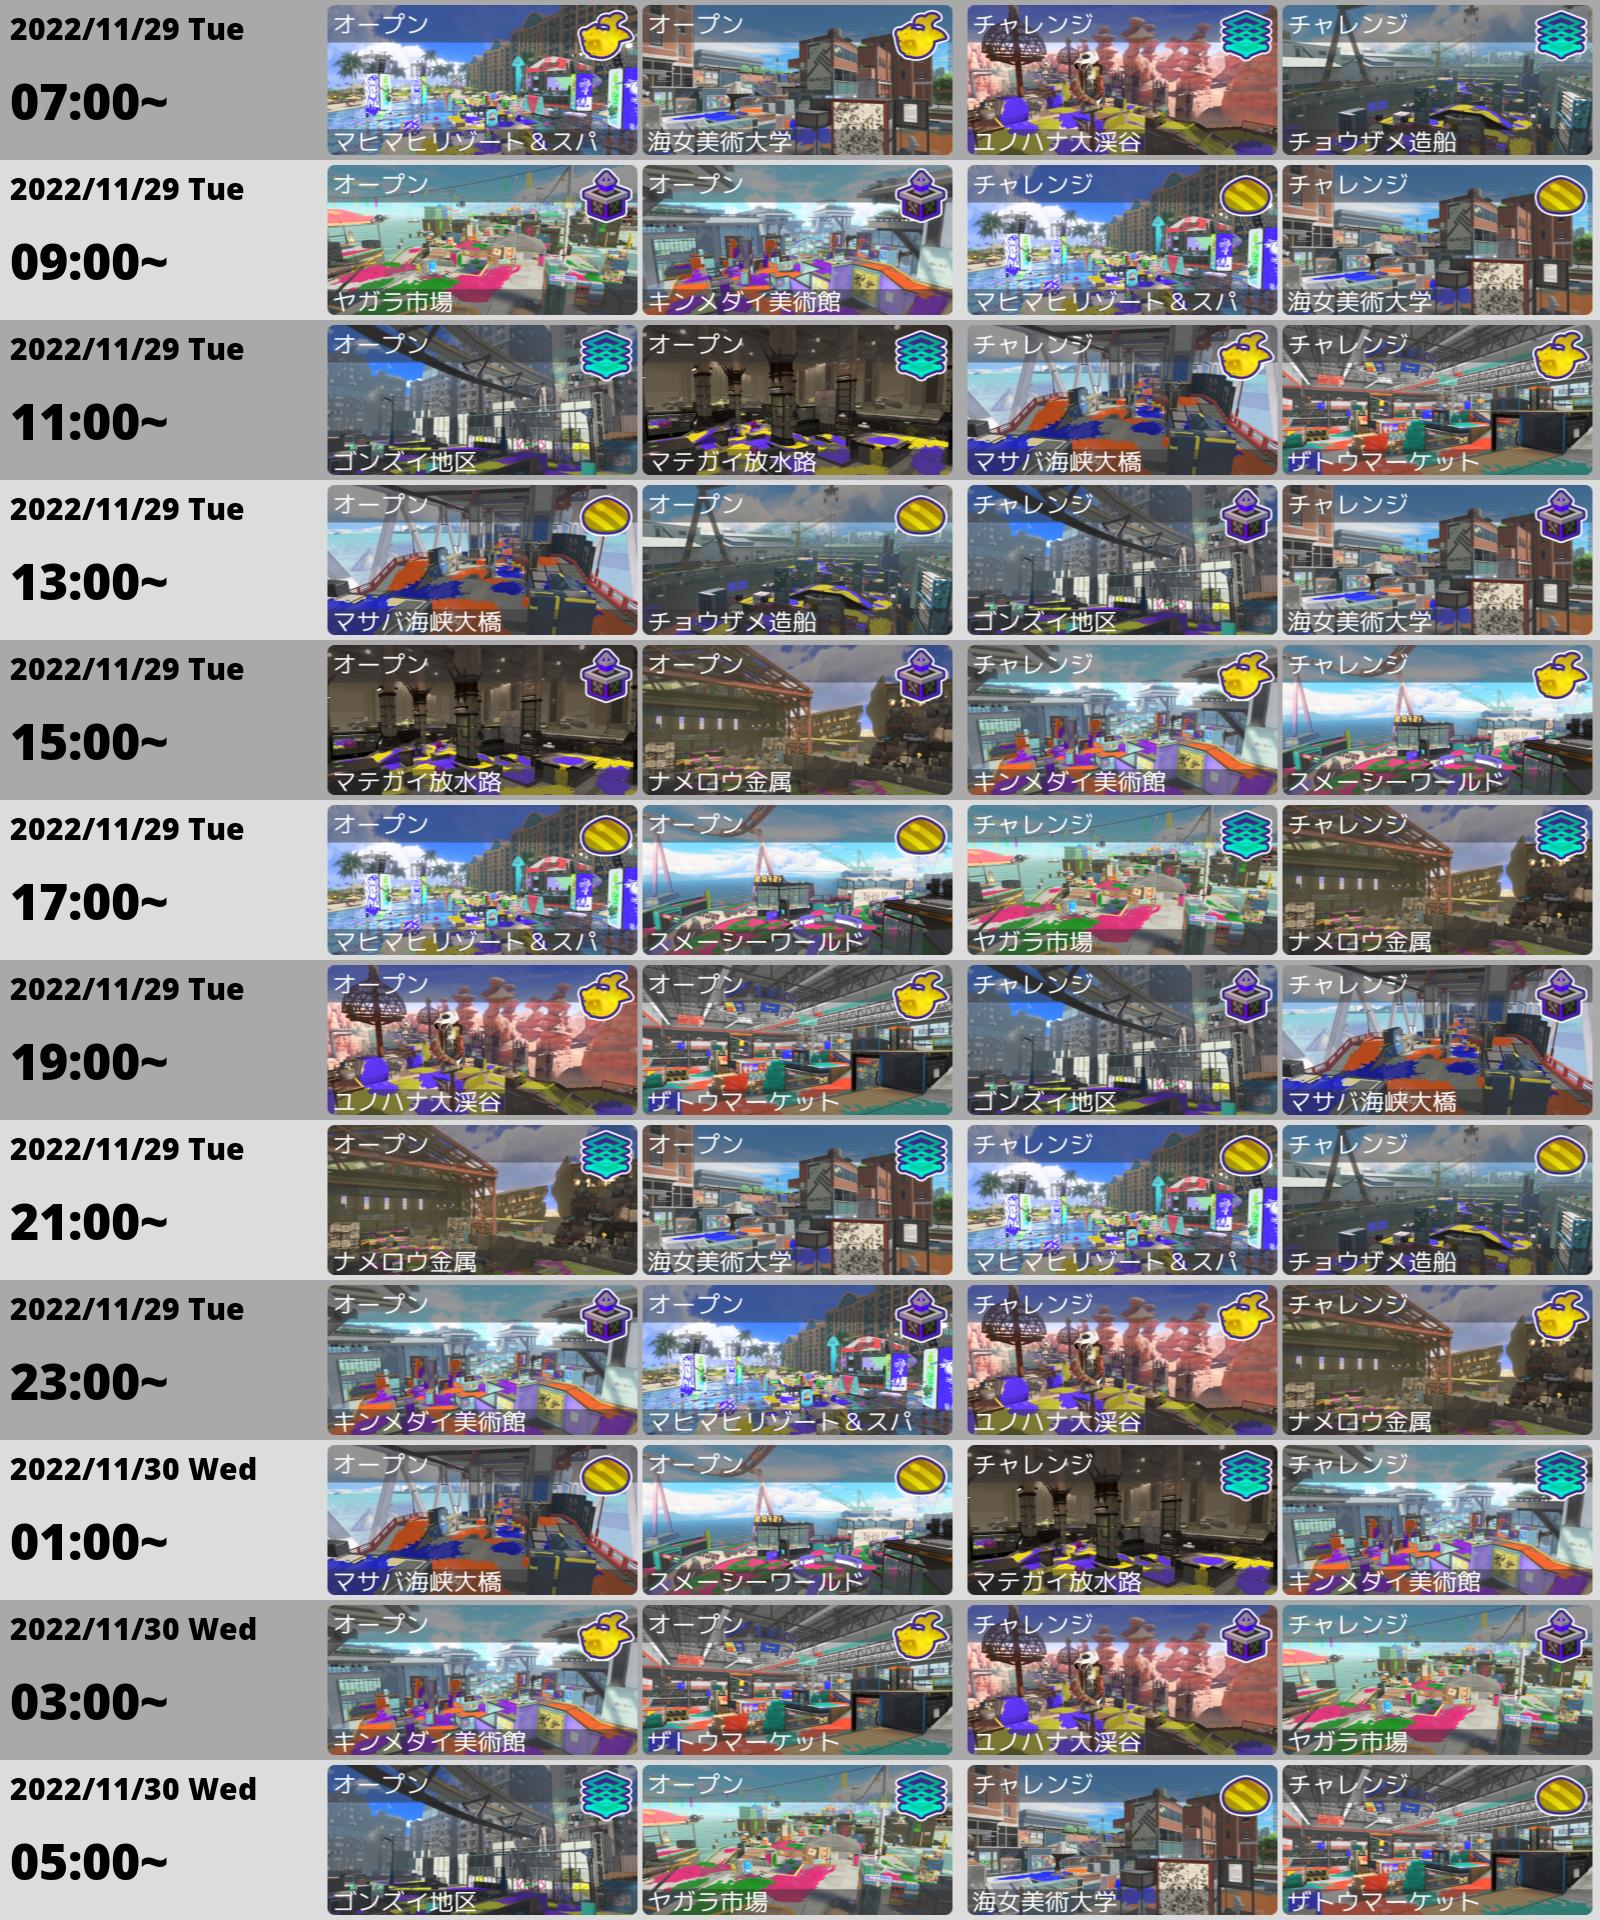 2022/11/29 Tue
07:00~
オープン
マヒマヒリゾート＆スパ
オープン
海女美術大学
チャレンジ
ユノハナ大渓谷
チャレンジ
チョウザメ造船
2022/11/29 Tue
09:00~
オープン
ヤガラ市場
オープン
キンメダイ美術館
チャレンジ
マヒマヒリゾート＆スパ
チャレンジ
海女美術大学
2022/11/29 Tue
11:00~
オープン
ゴンズイ地区
オープン
マテガイ放水路
チャレンジ
マサバ海峡大橋
チャレンジ
ザトウマーケット
2022/11/29 Tue
13:00~
オープン
マサバ海峡大橋
オープン
チョウザメ造船
チャレンジ
ゴンズイ地区
チャレンジ
海女美術大学
2022/11/29 Tue
15:00~
オープン
マテガイ放水路
オープン
ナメロウ金属
チャレンジ
キンメダイ美術館
チャレンジ
スメーシーワールド
2022/11/29 Tue
17:00~
オープン
マヒマヒリゾート＆スパ
オープン
スメーシーワールド
チャレンジ
ヤガラ市場
チャレンジ
ナメロウ金属
2022/11/29 Tue
19:00~
オープン
ユノハナ大渓谷
オープン
ザトウマーケット
チャレンジ
ゴンズイ地区
チャレンジ
マサバ海峡大橋
2022/11/29 Tue
21:00~
オープン
ナメロウ金属
オープン
海女美術大学
チャレンジ
マヒマヒリゾート＆スパ
チャレンジ
チョウザメ造船
2022/11/29 Tue
23:00~
オープン
キンメダイ美術館
オープン
マヒマヒリゾート＆スパ
チャレンジ
ユノハナ大渓谷
チャレンジ
ナメロウ金属
2022/11/30 Wed
01:00~
オープン
マサバ海峡大橋
オープン
スメーシーワールド
チャレンジ
マテガイ放水路
チャレンジ
キンメダイ美術館
2022/11/30 Wed
03:00~
オープン
キンメダイ美術館
オープン
ザトウマーケット
チャレンジ
ユノハナ大渓谷
チャレンジ
ヤガラ市場
2022/11/30 Wed
05:00~
オープン
ゴンズイ地区
オープン
ヤガラ市場
チャレンジ
海女美術大学
チャレンジ
ザトウマーケット